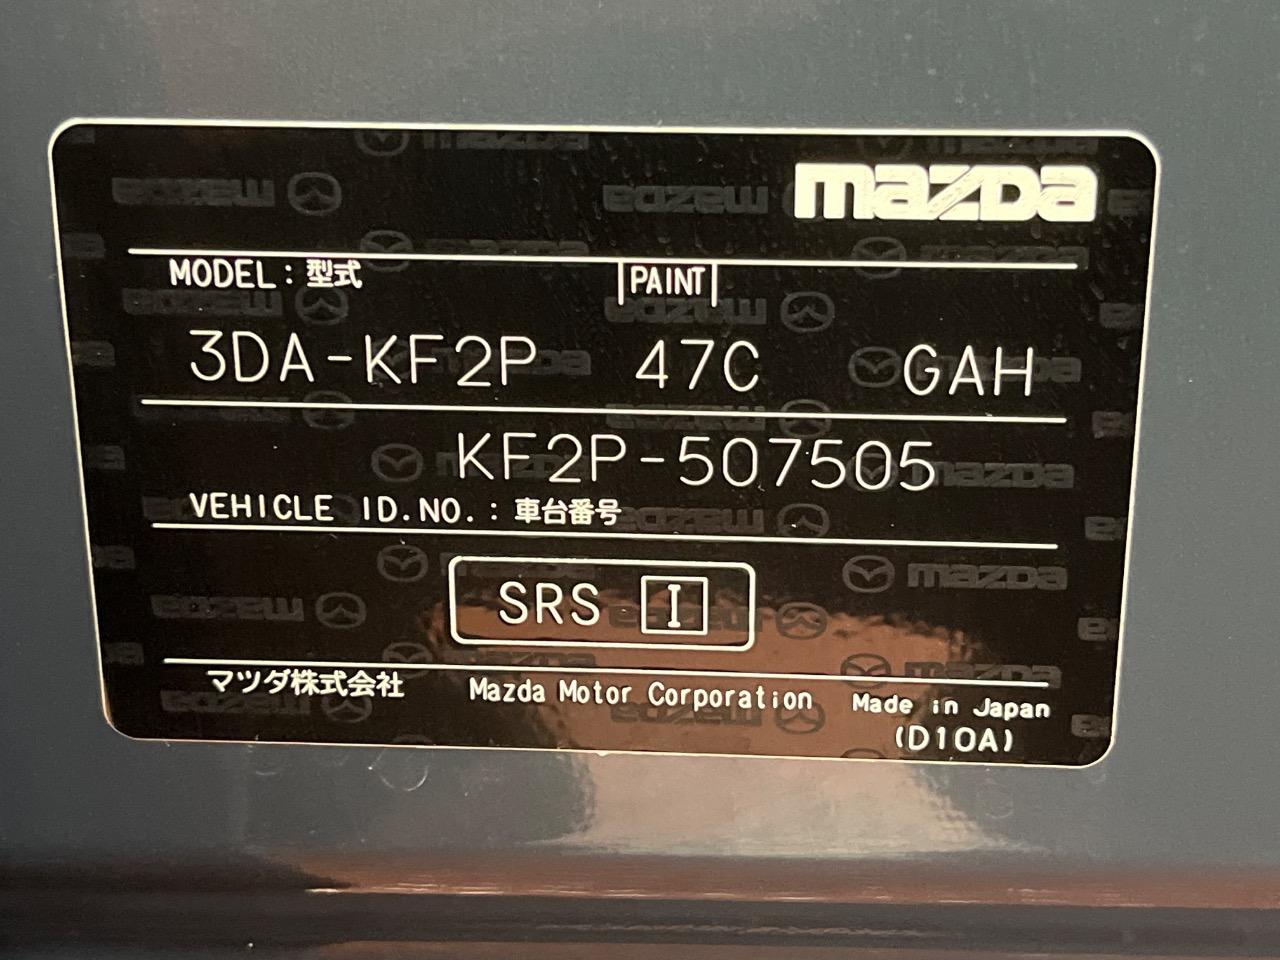 mazda
MODEL：型式 PAINT
3DA-KF2P 47C GAH
KF2P-507505
VEHICLE ID.NO.：車台番号
SRS I
マツダ株式会社 Mazda Motor Corporation Made in Japan
(D10A)